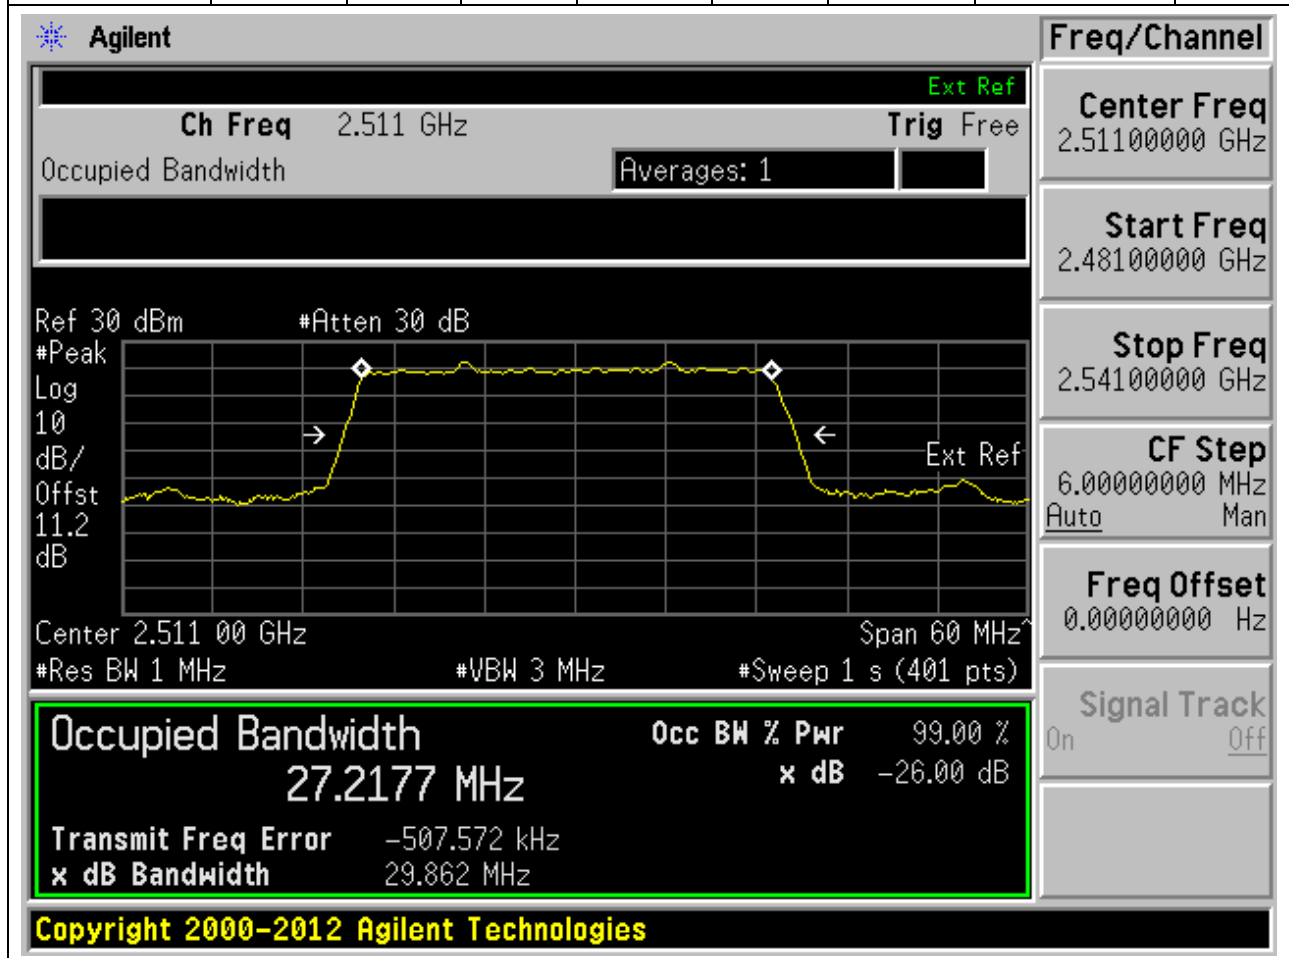 Agilent
Freq/Channel
Ext Ref
Ch Freq 2.511 GHz Trig Free
Occupied Bandwidth Averages: 1
Center Freq
2.51100000 GHz
Start Freq
2.48100000 GHz
Stop Freq
2.54100000 GHz
CF Step
6.00000000 MHz
Auto Man
Freq Offset
0.00000000 Hz
Signal Track
On Off
Ref 30 dBm #Atten 30 dB
#Peak
Log
10
dB/
Offst
11.2
dB
Ext Ref
Center 2.511 00 GHz Span 60 MHz^
#Res BW 1 MHz #VBW 3 MHz #Sweep 1 s (401 pts)
Occupied Bandwidth Occ BW % Pwr 99.00 %
27.2177 MHz x dB -26.00 dB
Transmit Freq Error -507.572 kHz
x dB Bandwidth 29.862 MHz
Copyright 2000-2012 Agilent Technologies